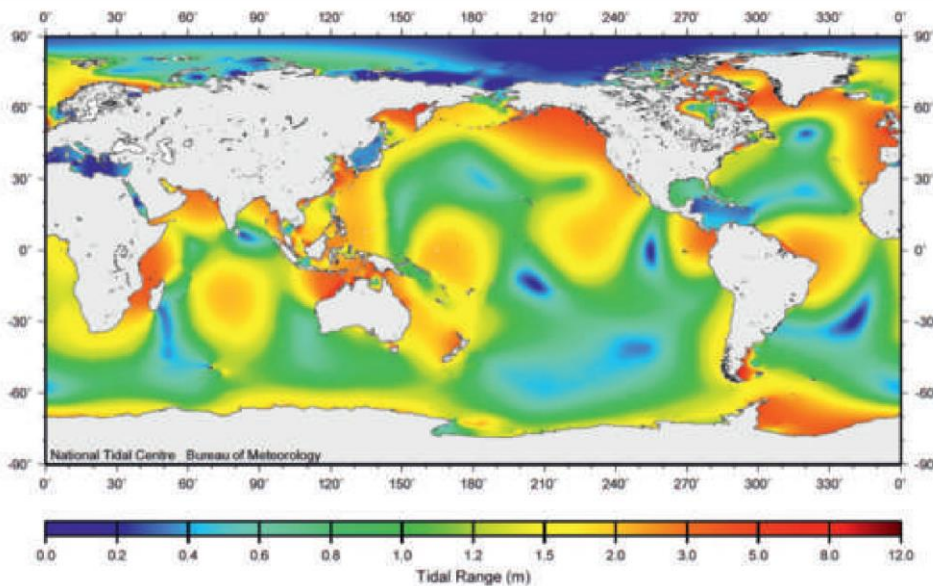 0° 30° 60° 90° 120° 150° 180° 210° 240° 270° 300° 330° 0°
90° 90°
60° 60°
30° 30°
0° 0°
-30° -30°
-60° -60°
National Tidal Centre Bureau of Meteorology
-90° -90°
0° 30° 60° 90° 120° 150° 180° 210° 240° 270° 300° 330° 0°
0.0 0.2 0.4 0.6 0.8 1.0 1.2 1.5 2.0 3.0 5.0 8.0 12.0
Tidal Range (m)